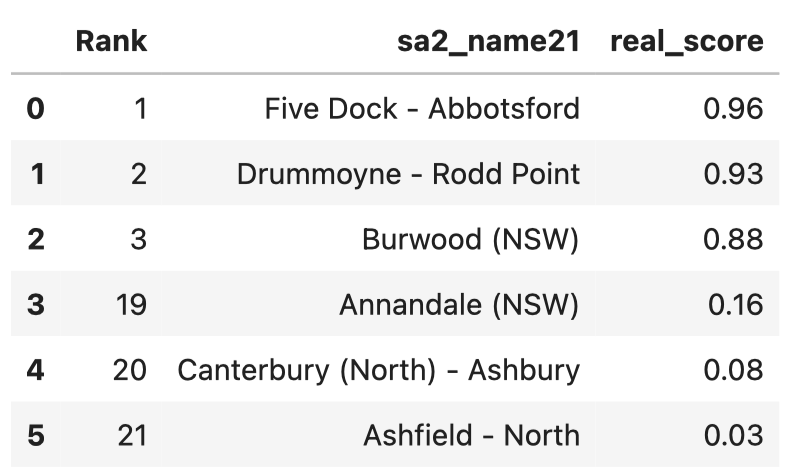 Rank sa2_name21 real_score
0 1 Five Dock - Abbotsford 0.96
1 2 Drummoyne - Rodd Point 0.93
2 3 Burwood (NSW) 0.88
3 19 Annandale (NSW) 0.16
4 20 Canterbury (North) - Ashbury 0.08
5 21 Ashfield - North 0.03